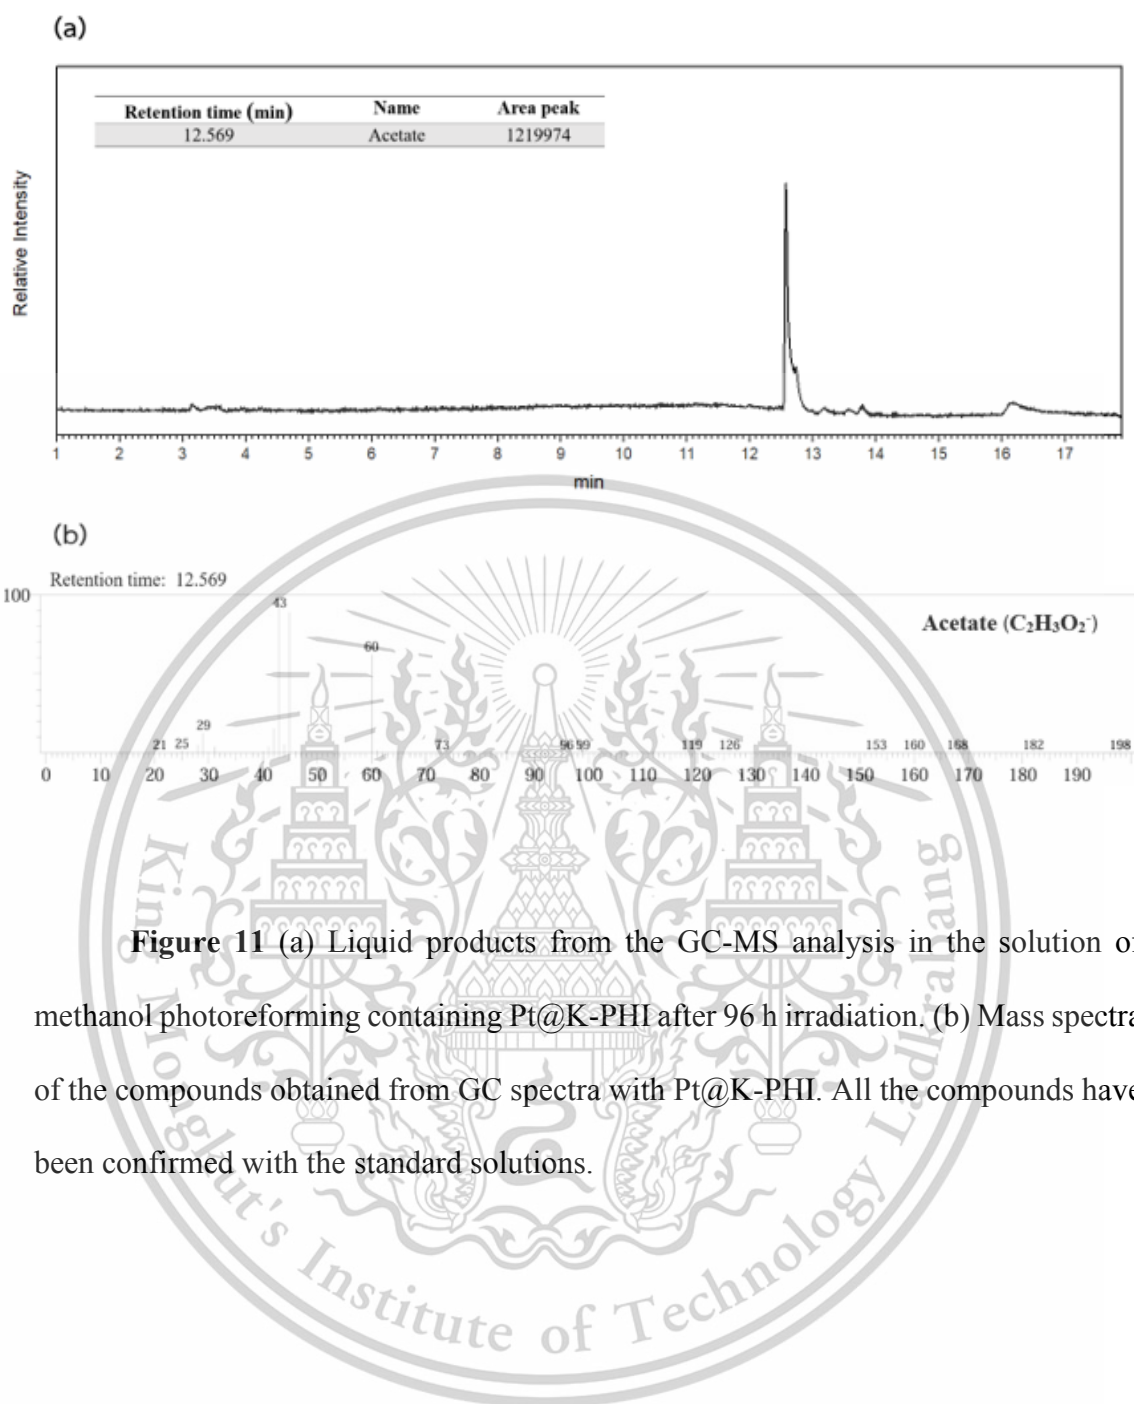 (a)
Retention time (min) Name Area peak
12.569 Acetate 1219974
Relative Intensity
1 2 3 4 5 6 7 8 9 10 11 12 13 14 15 16 17
min
(b)
Retention time: 12.569
100
43
Acetate (C₂H₃O₂⁻)
60
29
21 25 73 96 99 119 126 153 160 168 182 198
0 10 20 30 40 50 60 70 80 90 100 110 120 130 140 150 160 170 180 190
Figure 11 (a) Liquid products from the GC-MS analysis in the solution of
methanol photoreforming containing Pt@K-PHI after 96 h irradiation. (b) Mass spectra
of the compounds obtained from GC spectra with Pt@K-PHI. All the compounds have
been confirmed with the standard solutions.
King Mongkut's Institute of Technology Ladkrabang